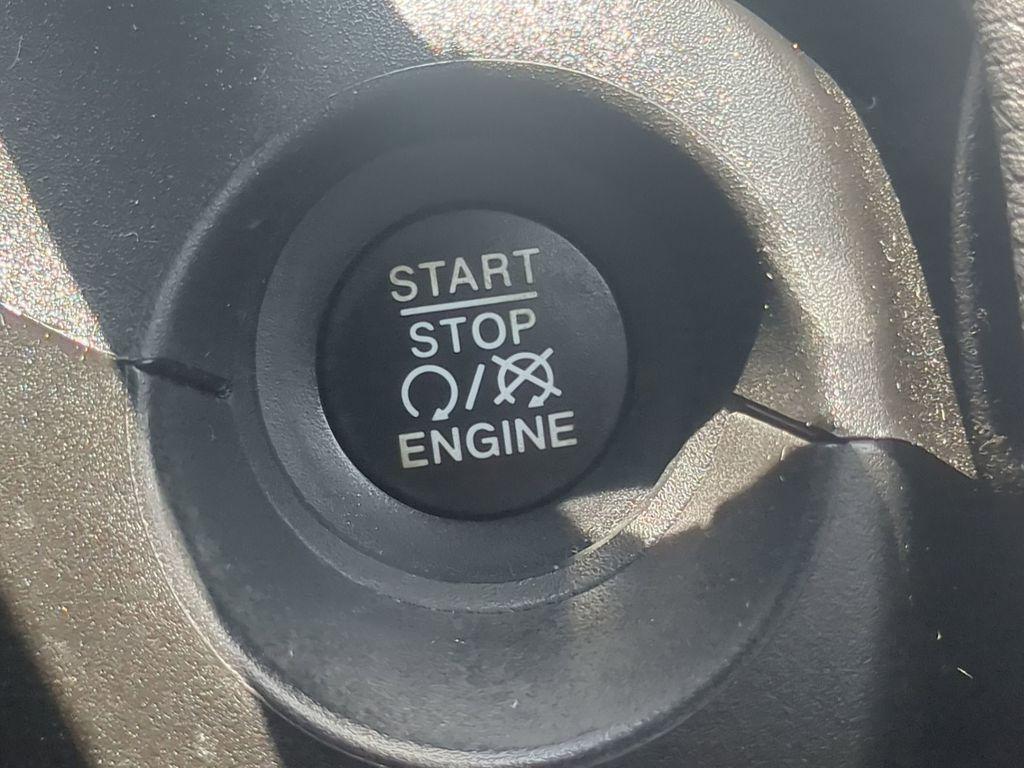 START
STOP
/
ENGINE